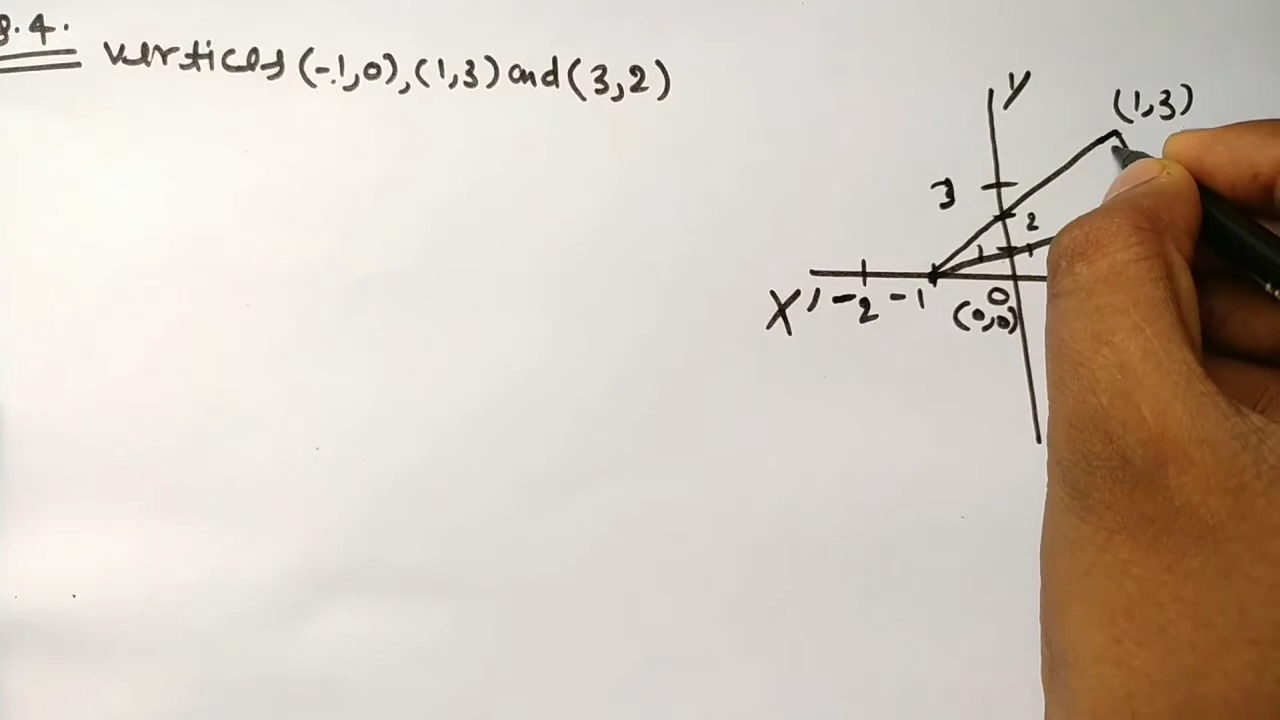 8.4.
vertices (-1,0), (1,3) and (3,2)
y
(1,3)
3
2
1
X' -2 -1 0
(0,0)